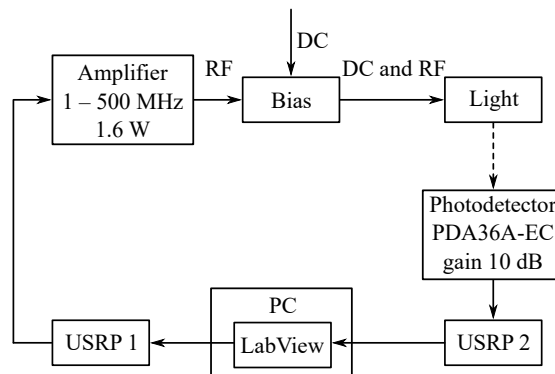 DC
Amplifier
1 – 500 MHz
1.6 W
RF
Bias
DC and RF
Light
Photodetector
PDA36A-EC
gain 10 dB
PC
USRP 1
LabView
USRP 2